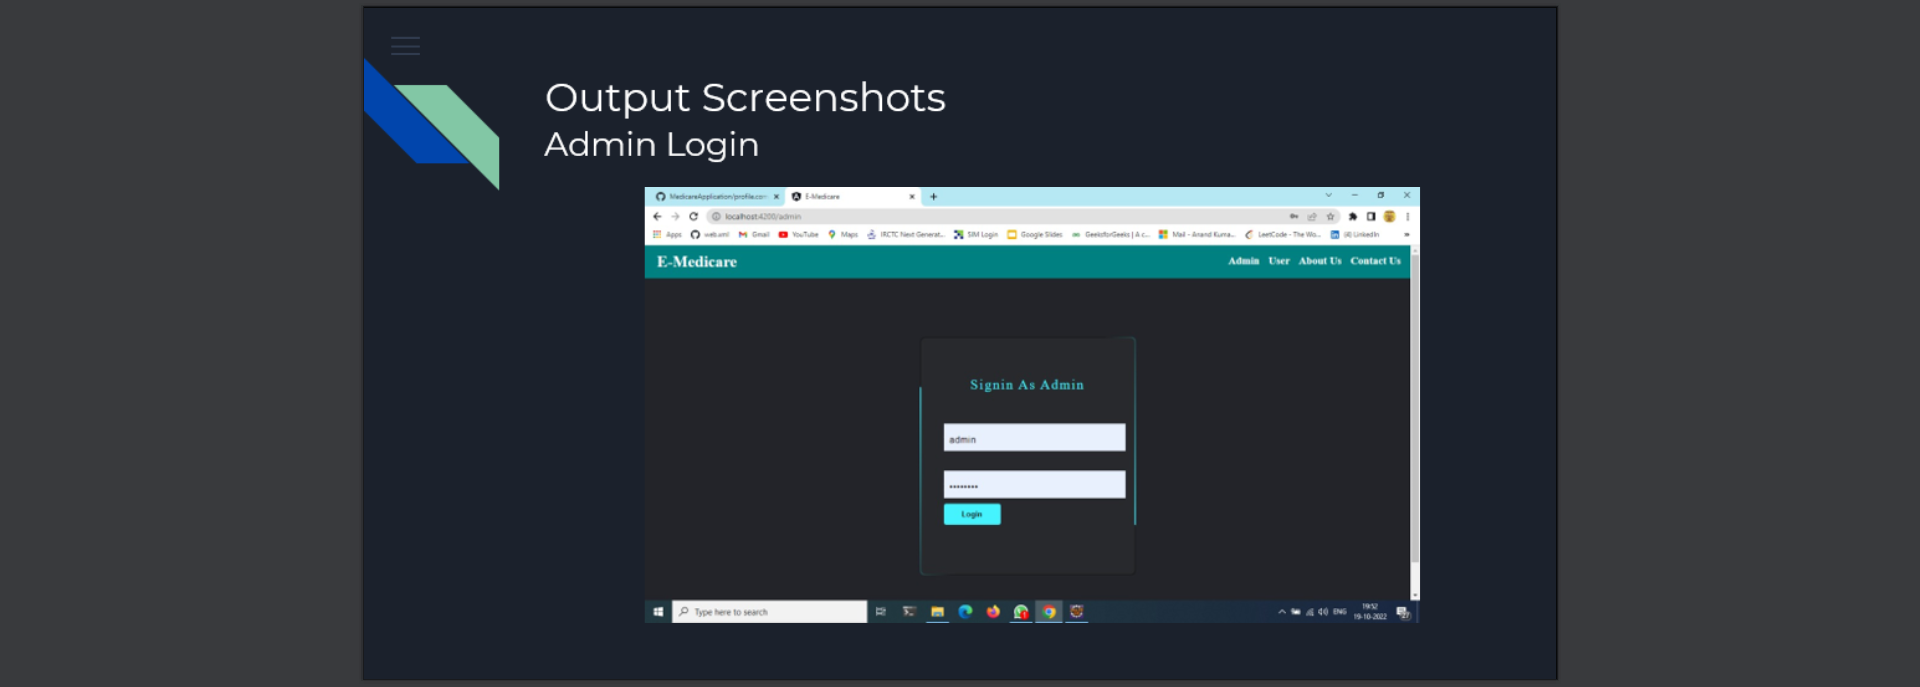 Output Screenshots
Admin Login
MedicareApplication/profile.co
E-Medicare
localhost:4200/admin
Apps web.xml Gmail YouTube Maps IRCTC Next Generat... SIM Login Google Slides GeeksforGeeks | A c... Mail - Anand Kuma... LeetCode - The Wo... LinkedIn »
E-Medicare Admin User About Us Contact Us
Signin As Admin
admin
••••••••
Login
Type here to search
ENG
19:52
19-10-2022